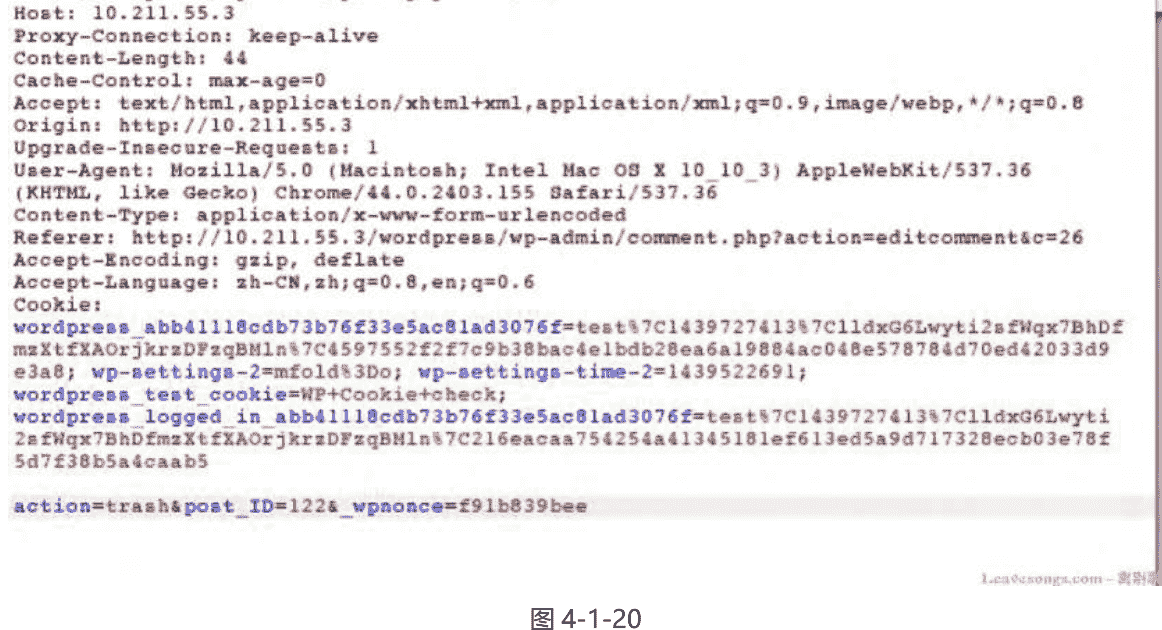 Host: 10.211.55.3
Proxy-Connection: keep-alive
Content-Length: 44
Cache-Control: max-age=0
Accept: text/html,application/xhtml+xml,application/xml;q=0.9,image/webp,*/*;q=0.8
Origin: http://10.211.55.3
Upgrade-Insecure-Requests: 1
User-Agent: Mozilla/5.0 (Macintosh; Intel Mac OS X 10_10_3) AppleWebKit/537.36
(KHTML, like Gecko) Chrome/44.0.2403.155 Safari/537.36
Content-Type: application/x-www-form-urlencoded
Referer: http://10.211.55.3/wordpress/wp-admin/comment.php?action=editcomment&c=26
Accept-Encoding: gzip, deflate
Accept-Language: zh-CN,zh;q=0.8,en;q=0.6
Cookie:
wordpress_abb41118cdb73b76f33e5ac81ad3076f=test%7C1439727413%7C1ldxG6Lwyti2sfWqx7BhDf
mzXtfXAOrjkrzDFzqBM1n%7C4597552f2f7c9b38bac4e1bdb28ea6a19884ac048e578784d70ed42033d9
e3a8; wp-settings-2=mfold%3Do; wp-settings-time-2=1439522691;
wordpress_test_cookie=WP+Cookie+check;
wordpress_logged_in_abb41118cdb73b76f33e5ac81ad3076f=test%7C1439727413%7C1ldxG6Lwyti
2sfWqx7BhDfmzXtfXAOrjkrzDFzqBM1n%7C216eacaa754254a41345181ef613ed5a9d717328ecb03e78f
5d7f38b5a4caab5
action=trash&post_ID=122&_wpnonce=f91b839bee
图 4-1-20